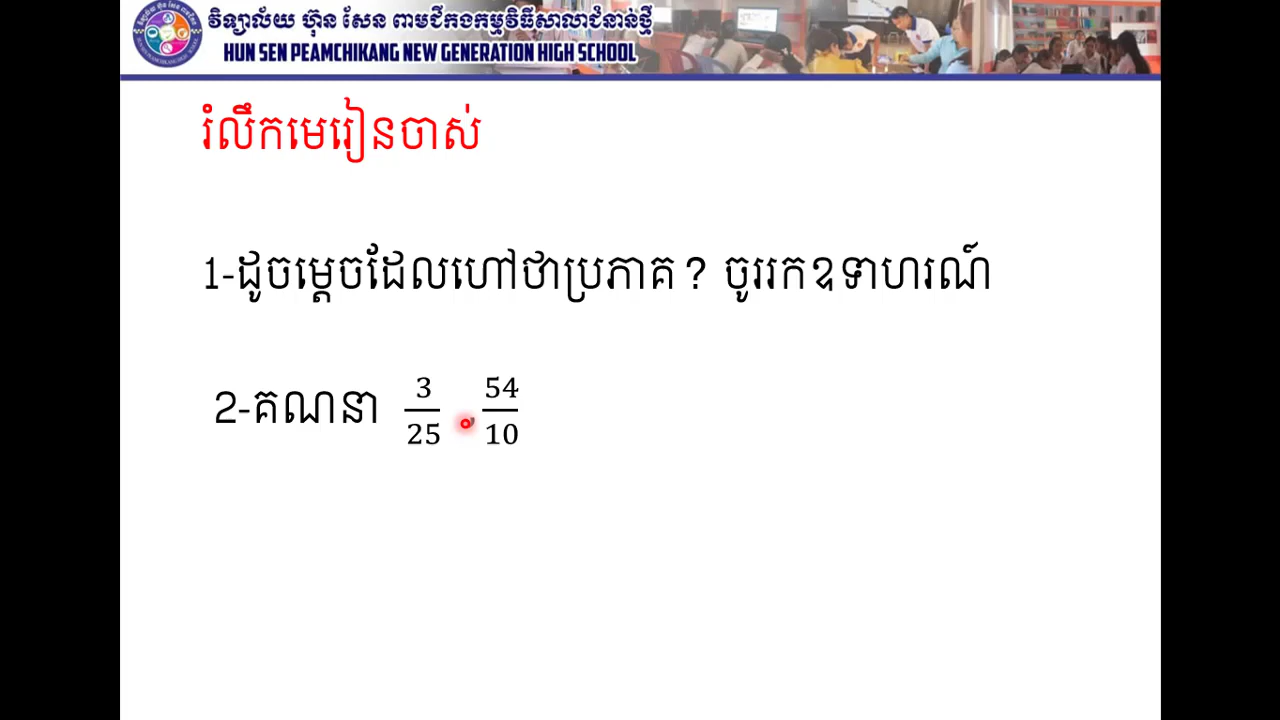 វិទ្យាល័យ ហ៊ុន សែន ពាមជីកងកម្មវិធីសាលាជំនាន់ថ្មី
HUN SEN PEAMCHIKANG NEW GENERATION HIGH SCHOOL
រំលឹកមេរៀនចាស់
1-ដូចម្តេចដែលហៅថាប្រភាគ? ចូររកឧទាហរណ៍
2-គណនា 3/25 , 54/10